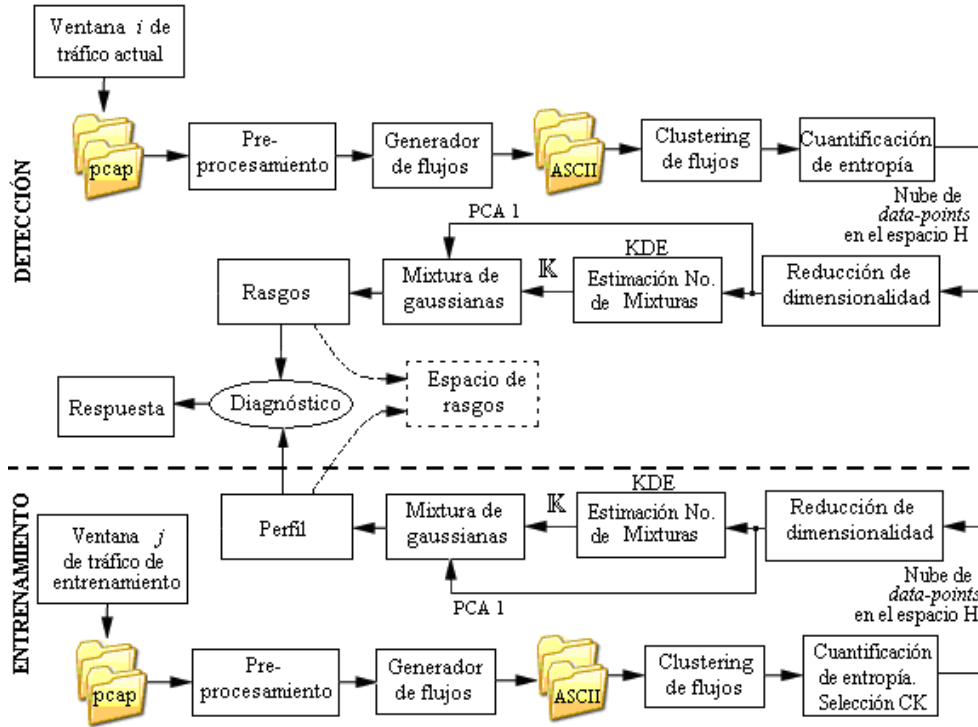 Ventana i de
tráfico actual
DETECCIÓN
pcap
Pre-
procesamiento
Generador
de flujos
ASCII
Clustering
de flujos
Cuantificación
de entropía
Nube de
data-points
en el espacio H
PCA 1
Rasgos
Mixtura de
gaussianas
𝕂
KDE
Estimación No.
de Mixturas
Reducción de
dimensionalidad
Espacio de
rasgos
Respuesta
Diagnóstico
ENTRENAMIENTO
Perfil
Mixtura de
gaussianas
𝕂
KDE
Estimación No.
de Mixturas
Reducción de
dimensionalidad
Ventana j
de tráfico de
entrenamiento
PCA 1
Nube de
data-points
en el espacio H
pcap
Pre-
procesamiento
Generador
de flujos
ASCII
Clustering
de flujos
Cuantificación
de entropía.
Selección CK